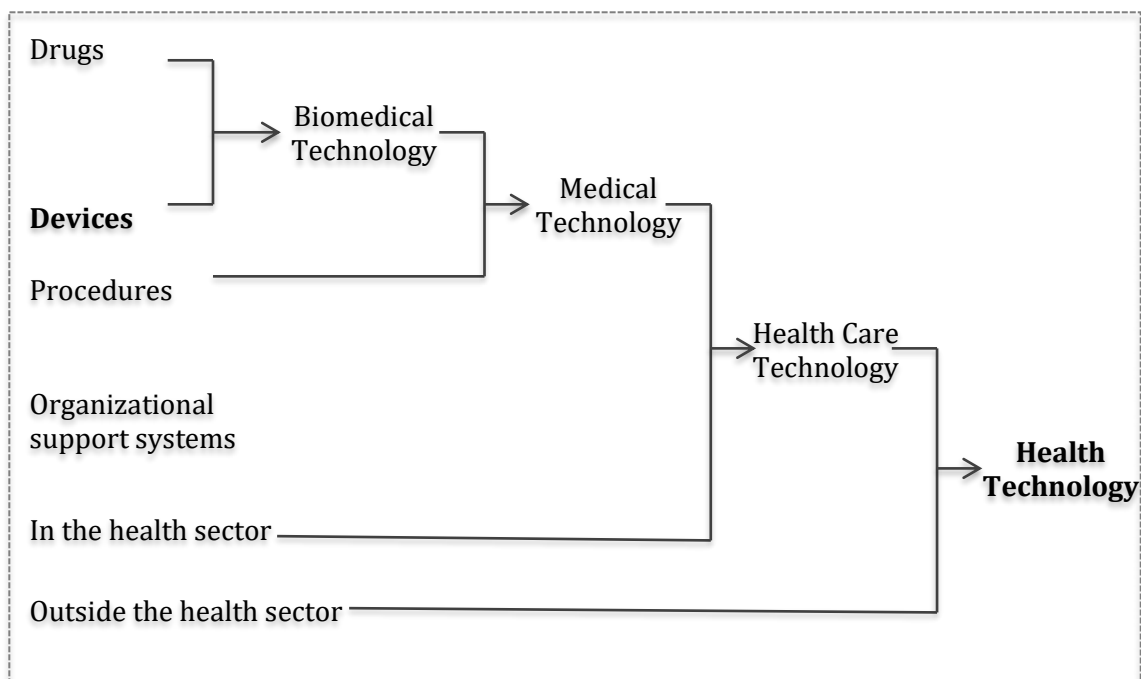 Drugs
Biomedical
Technology
Medical
Technology
Devices
Procedures
Health Care
Technology
Organizational
support systems
Health
Technology
In the health sector
Outside the health sector